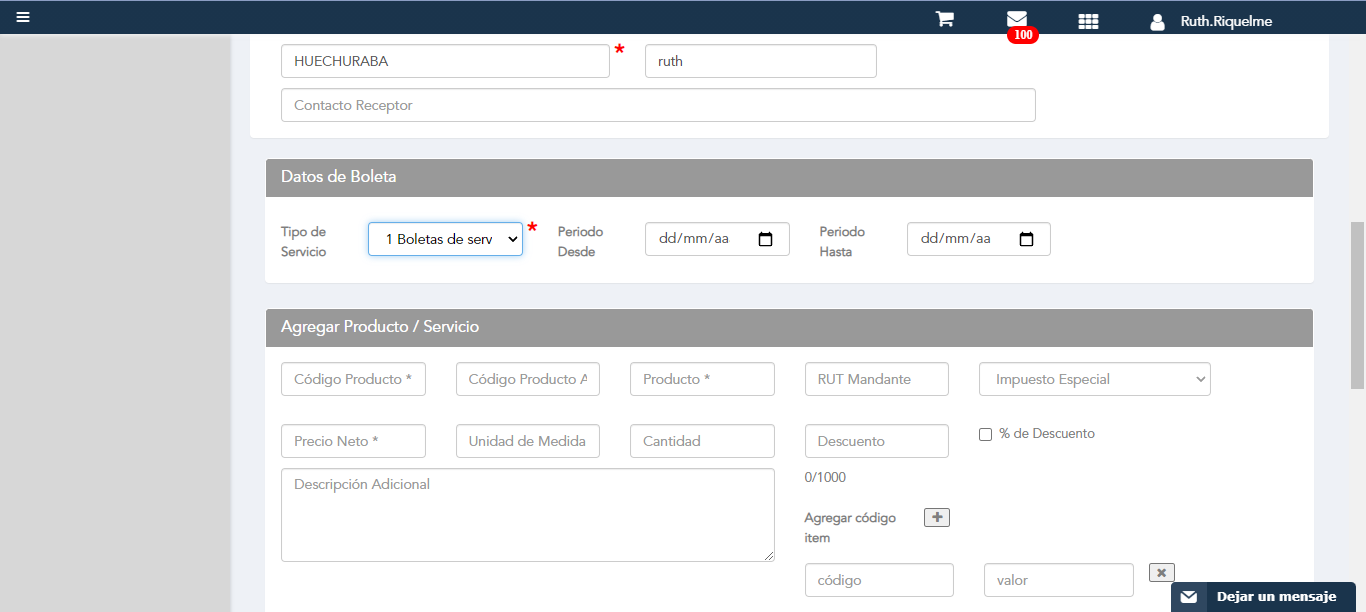 Ruth.Riquelme
100
HUECHURABA * ruth
Contacto Receptor
Datos de Boleta
Tipo de
Servicio
1 Boletas de serv *
Periodo
Desde
dd/mm/aa
Periodo
Hasta
dd/mm/aa
Agregar Producto / Servicio
Código Producto * Código Producto A Producto * RUT Mandante Impuesto Especial
Precio Neto * Unidad de Medida Cantidad Descuento % de Descuento
Descripción Adicional 0/1000
Agregar código
item
código valor
Dejar un mensaje